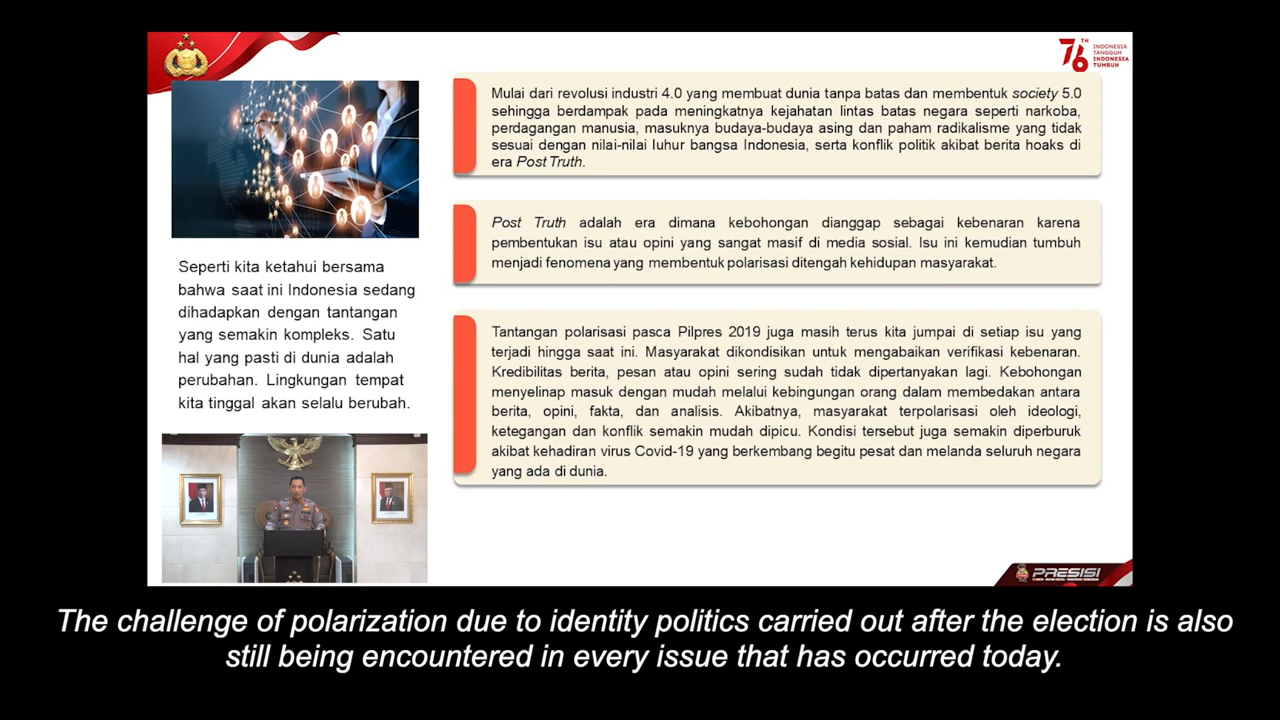 76 TH
INDONESIA
TANGGUH
INDONESIA
TUMBUH
Seperti kita ketahui bersama
bahwa saat ini Indonesia sedang
dihadapkan dengan tantangan
yang semakin kompleks. Satu
hal yang pasti di dunia adalah
perubahan. Lingkungan tempat
kita tinggal akan selalu berubah.
Mulai dari revolusi industri 4.0 yang membuat dunia tanpa batas dan membentuk society 5.0
sehingga berdampak pada meningkatnya kejahatan lintas batas negara seperti narkoba,
perdagangan manusia, masuknya budaya-budaya asing dan paham radikalisme yang tidak
sesuai dengan nilai-nilai luhur bangsa Indonesia, serta konflik politik akibat berita hoaks di
era Post Truth.
Post Truth adalah era dimana kebohongan dianggap sebagai kebenaran karena
pembentukan isu atau opini yang sangat masif di media sosial. Isu ini kemudian tumbuh
menjadi fenomena yang membentuk polarisasi ditengah kehidupan masyarakat.
Tantangan polarisasi pasca Pilpres 2019 juga masih terus kita jumpai di setiap isu yang
terjadi hingga saat ini. Masyarakat dikondisikan untuk mengabaikan verifikasi kebenaran.
Kredibilitas berita, pesan atau opini sering sudah tidak dipertanyakan lagi. Kebohongan
menyelinap masuk dengan mudah melalui kebingungan orang dalam membedakan antara
berita, opini, fakta, dan analisis. Akibatnya, masyarakat terpolarisasi oleh ideologi,
ketegangan dan konflik semakin mudah dipicu. Kondisi tersebut juga semakin diperburuk
akibat kehadiran virus Covid-19 yang berkembang begitu pesat dan melanda seluruh negara
yang ada di dunia.
PRESISI
The challenge of polarization due to identity politics carried out after the election is also
still being encountered in every issue that has occurred today.